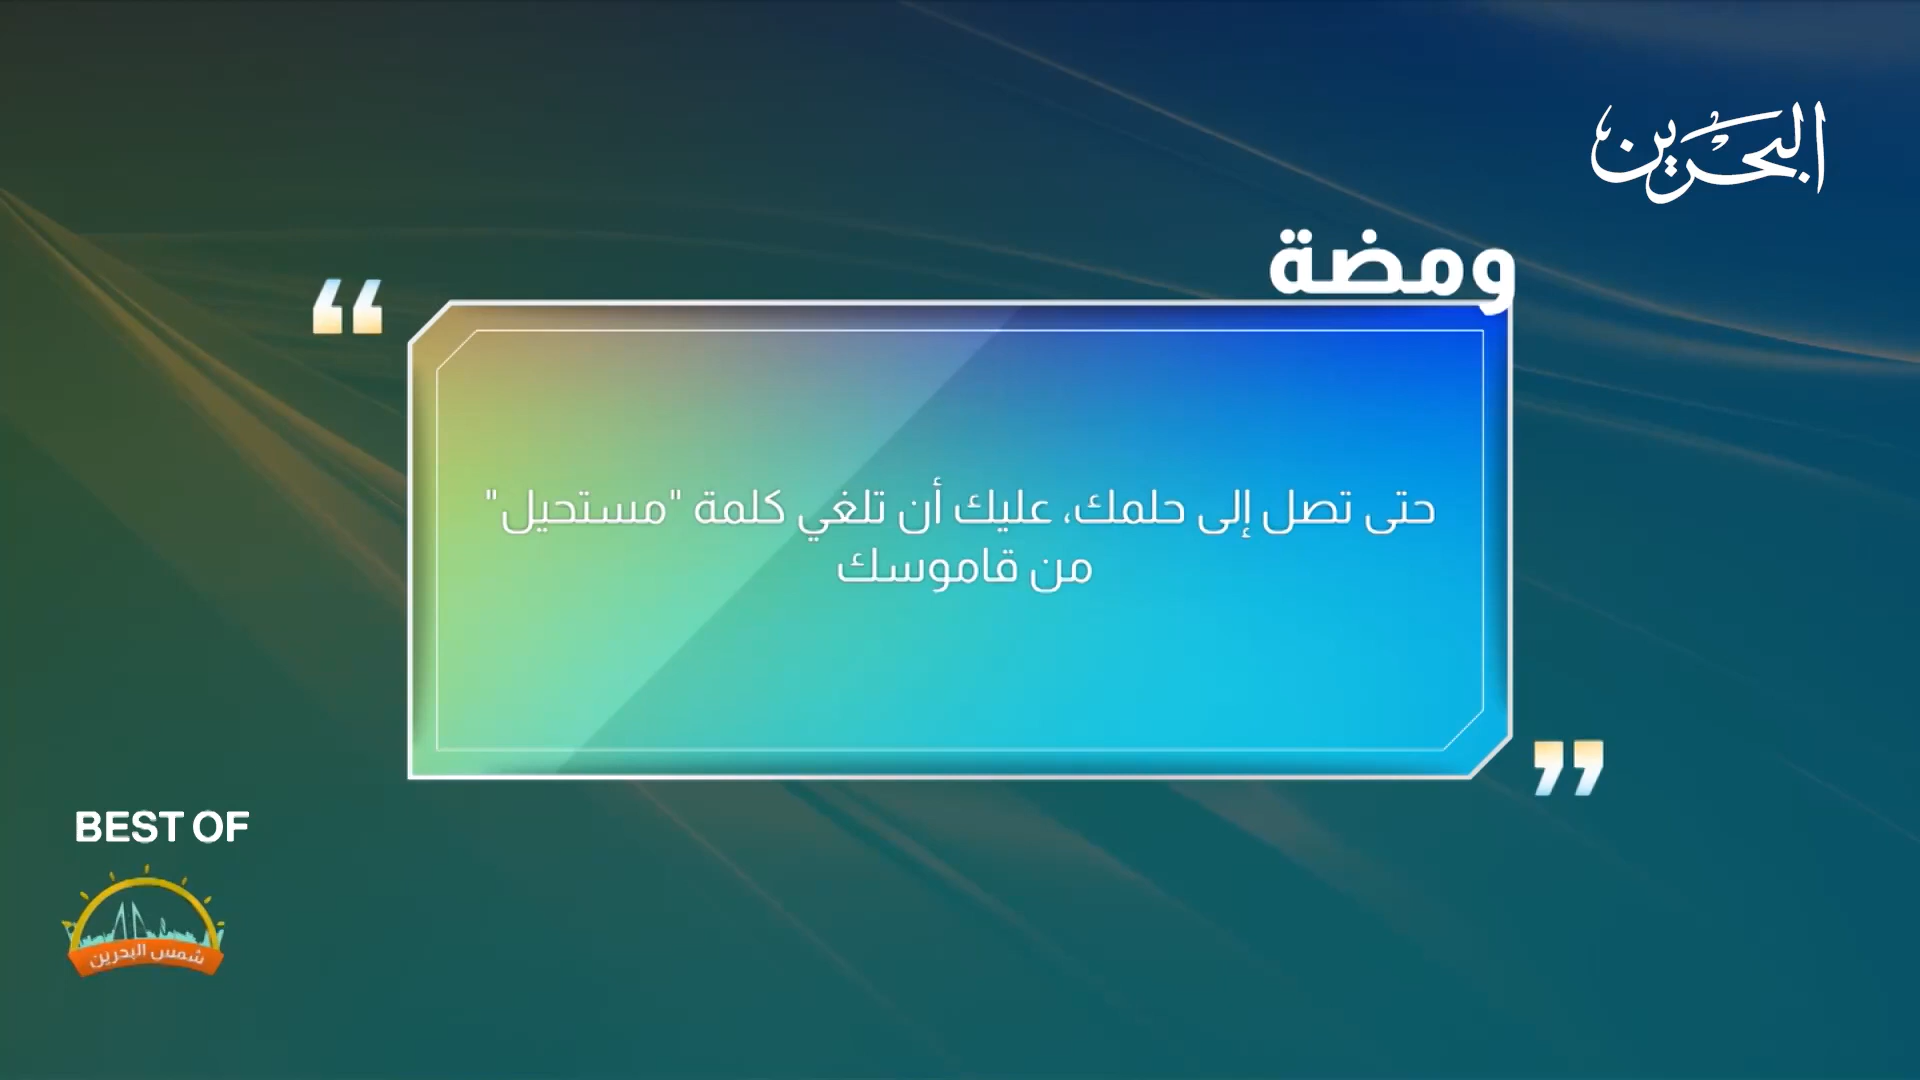 البحرين
ومضة
حتى تصل إلى حلمك، عليك أن تلغي كلمة "مستحيل"
من قاموسك
BEST OF
شمس البحرين